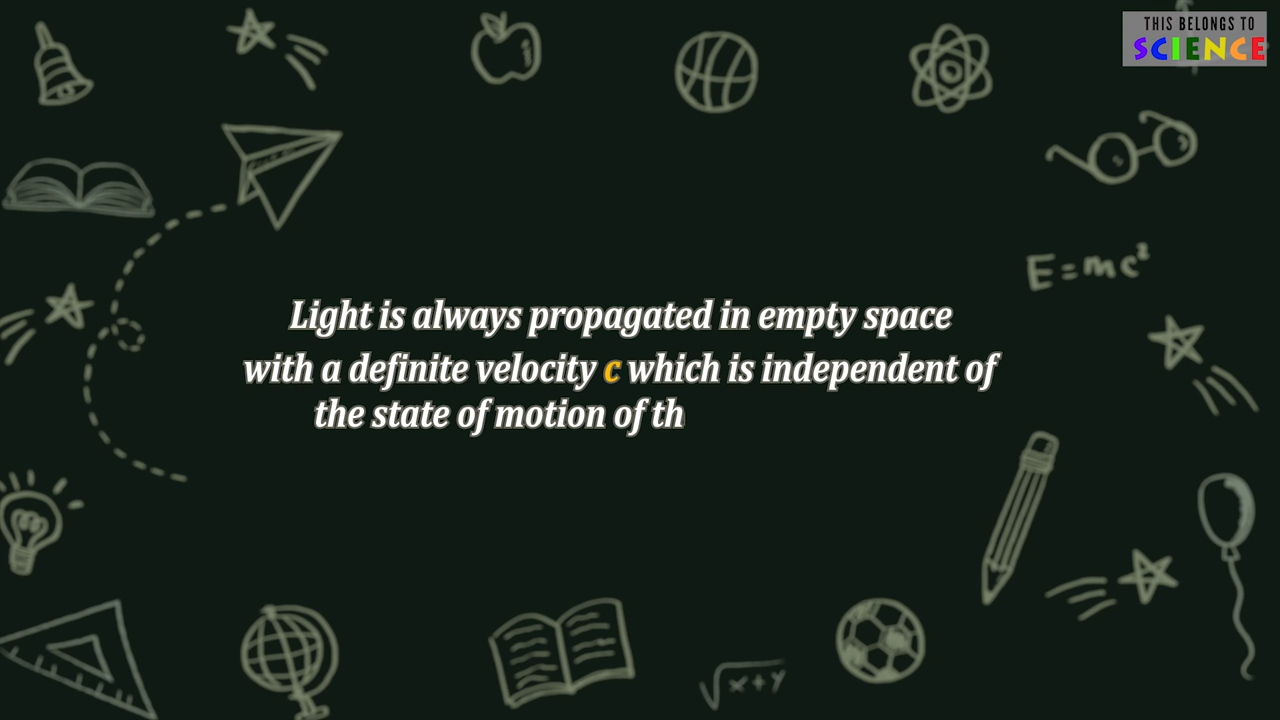 THIS BELONGS TO
SCIENCE
E=mc²
Light is always propagated in empty space
with a definite velocity c which is independent of
the state of motion of th
√x+y